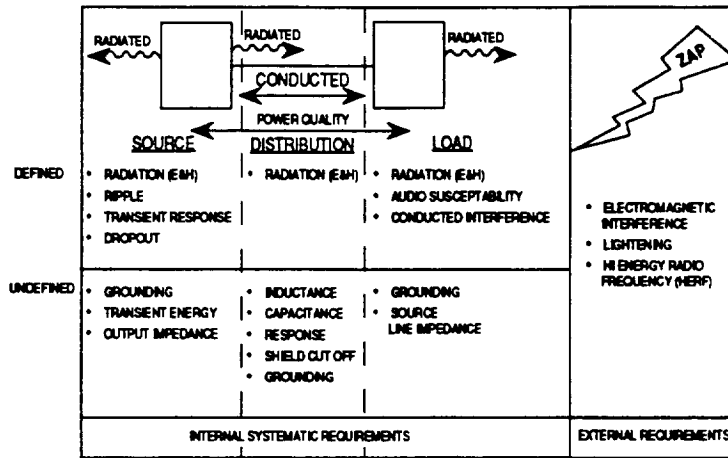 RADIATED
RADIATED
RADIATED
ZAP
CONDUCTED
POWER QUALITY
SOURCE
DISTRIBUTION
LOAD
DEFINED
• RADIATION (E&H)
• RIPPLE
• TRANSIENT RESPONSE
• DROPOUT
• RADIATION (E&H)
• RADIATION (E&H)
• AUDIO SUSCEPTABILITY
• CONDUCTED INTERFERENCE
• ELECTROMAGNETIC
INTERFERENCE
• LIGHTENING
• HI ENERGY RADIO
FREQUENCY (HERF)
UNDEFINED
• GROUNDING
• TRANSIENT ENERGY
• OUTPUT IMPEDANCE
• INDUCTANCE
• CAPACITANCE
• RESPONSE
• SHIELD CUT OFF
• GROUNDING
• GROUNDING
• SOURCE
LINE IMPEDANCE
INTERNAL SYSTEMATIC REQUIREMENTS
EXTERNAL REQUIREMENTS